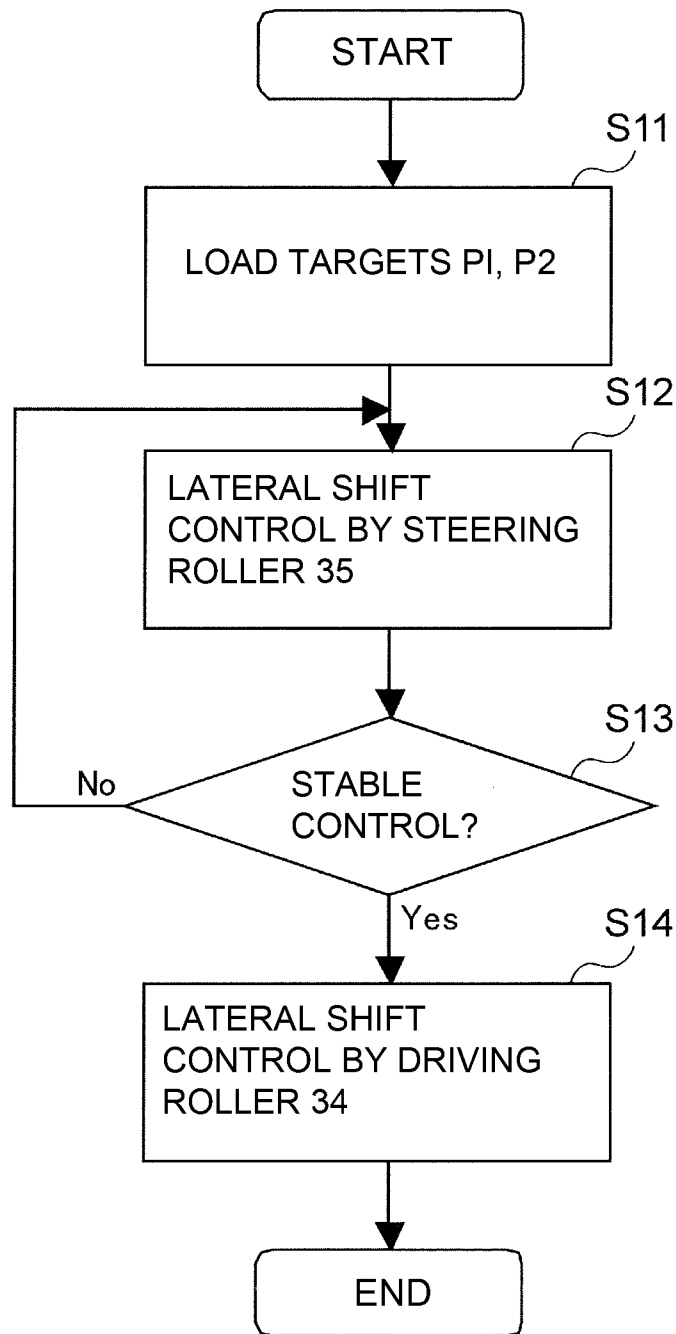 START
S11
LOAD TARGETS PI, P2
S12
LATERAL SHIFT
CONTROL BY STEERING
ROLLER 35
S13
No
STABLE
CONTROL?
Yes
S14
LATERAL SHIFT
CONTROL BY DRIVING
ROLLER 34
END